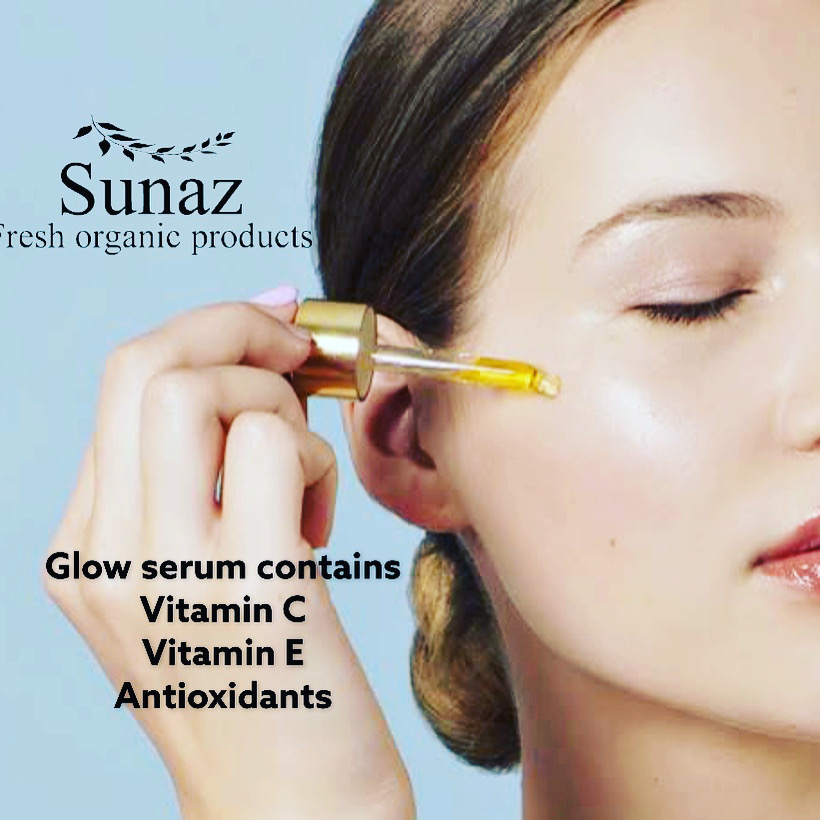 Sunaz
Fresh organic products
Glow serum contains
Vitamin C
Vitamin E
Antioxidants